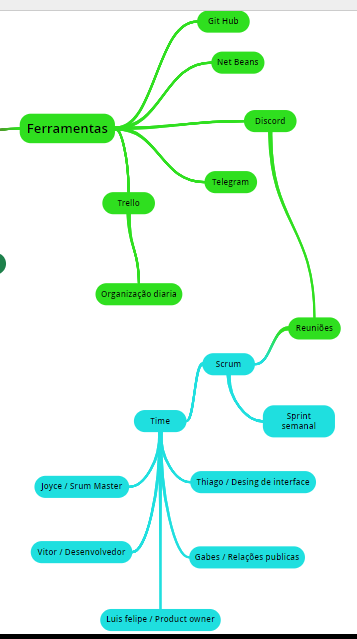 Git Hub
Net Beans
Discord
Ferramentas
Telegram
Trello
Organização diaria
Reuniões
Scrum
Sprint
semanal
Time
Thiago / Desing de interface
Joyce / Srum Master
Vitor / Desenvolvedor
Gabes / Relações publicas
Luis felipe / Product owner